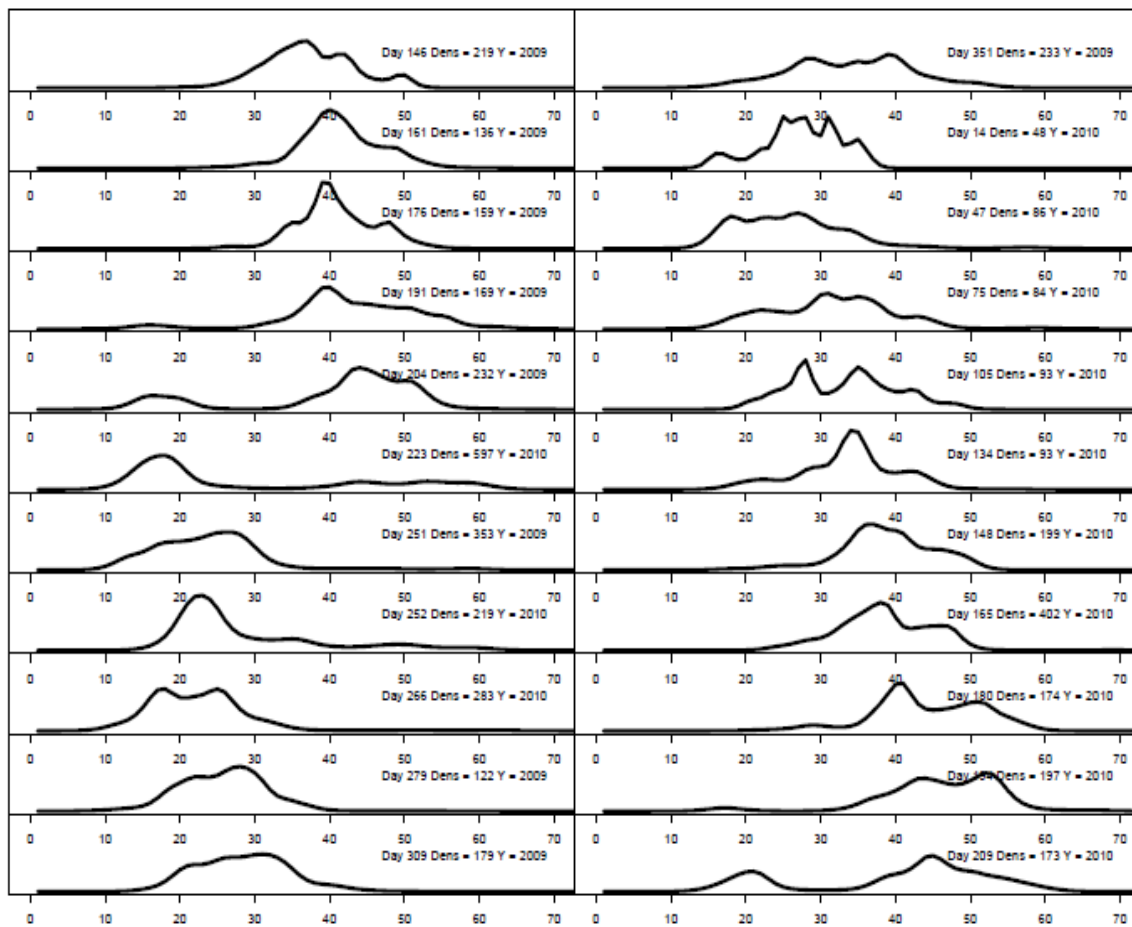 Day 146 Dens = 219 Y = 2009
0 10 20 30 40 50 60 70
Day 161 Dens = 136 Y = 2009
0 10 20 30 40 50 60 70
Day 176 Dens = 159 Y = 2009
0 10 20 30 40 50 60 70
Day 191 Dens = 169 Y = 2009
0 10 20 30 40 50 60 70
Day 204 Dens = 232 Y = 2009
0 10 20 30 40 50 60 70
Day 223 Dens = 597 Y = 2010
0 10 20 30 40 50 60 70
Day 251 Dens = 353 Y = 2009
0 10 20 30 40 50 60 70
Day 252 Dens = 219 Y = 2010
0 10 20 30 40 50 60 70
Day 266 Dens = 283 Y = 2010
0 10 20 30 40 50 60 70
Day 279 Dens = 122 Y = 2009
0 10 20 30 40 50 60 70
Day 309 Dens = 179 Y = 2009
0 10 20 30 40 50 60 70
Day 351 Dens = 233 Y = 2009
0 10 20 30 40 50 60 70
Day 14 Dens = 48 Y = 2010
0 10 20 30 40 50 60 70
Day 47 Dens = 86 Y = 2010
0 10 20 30 40 50 60 70
Day 75 Dens = 84 Y = 2010
0 10 20 30 40 50 60 70
Day 105 Dens = 93 Y = 2010
0 10 20 30 40 50 60 70
Day 134 Dens = 93 Y = 2010
0 10 20 30 40 50 60 70
Day 148 Dens = 199 Y = 2010
0 10 20 30 40 50 60 70
Day 165 Dens = 402 Y = 2010
0 10 20 30 40 50 60 70
Day 180 Dens = 174 Y = 2010
0 10 20 30 40 50 60 70
Day Dens = 197 Y = 2010
0 10 20 30 40 50 60 70
Day 209 Dens = 173 Y = 2010
0 10 20 30 40 50 60 70